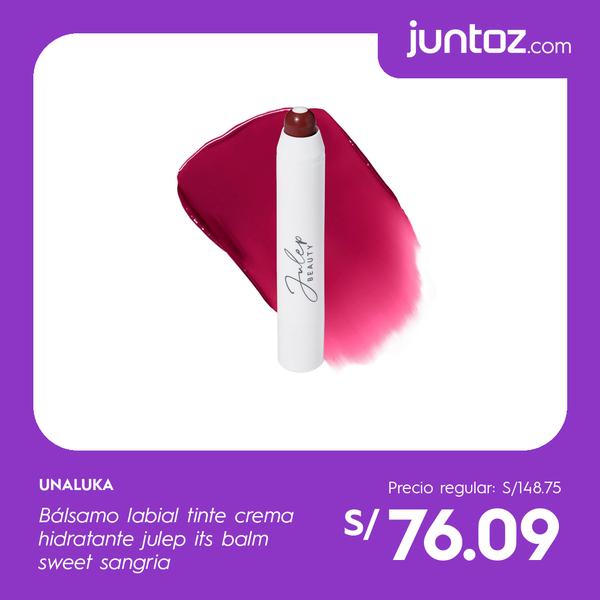 juntoz.com
Julep
BEAUTY
UNALUKA
Bálsamo labial tinte crema
hidratante julep its balm
sweet sangria
Precio regular: S/148.75
S/76.09